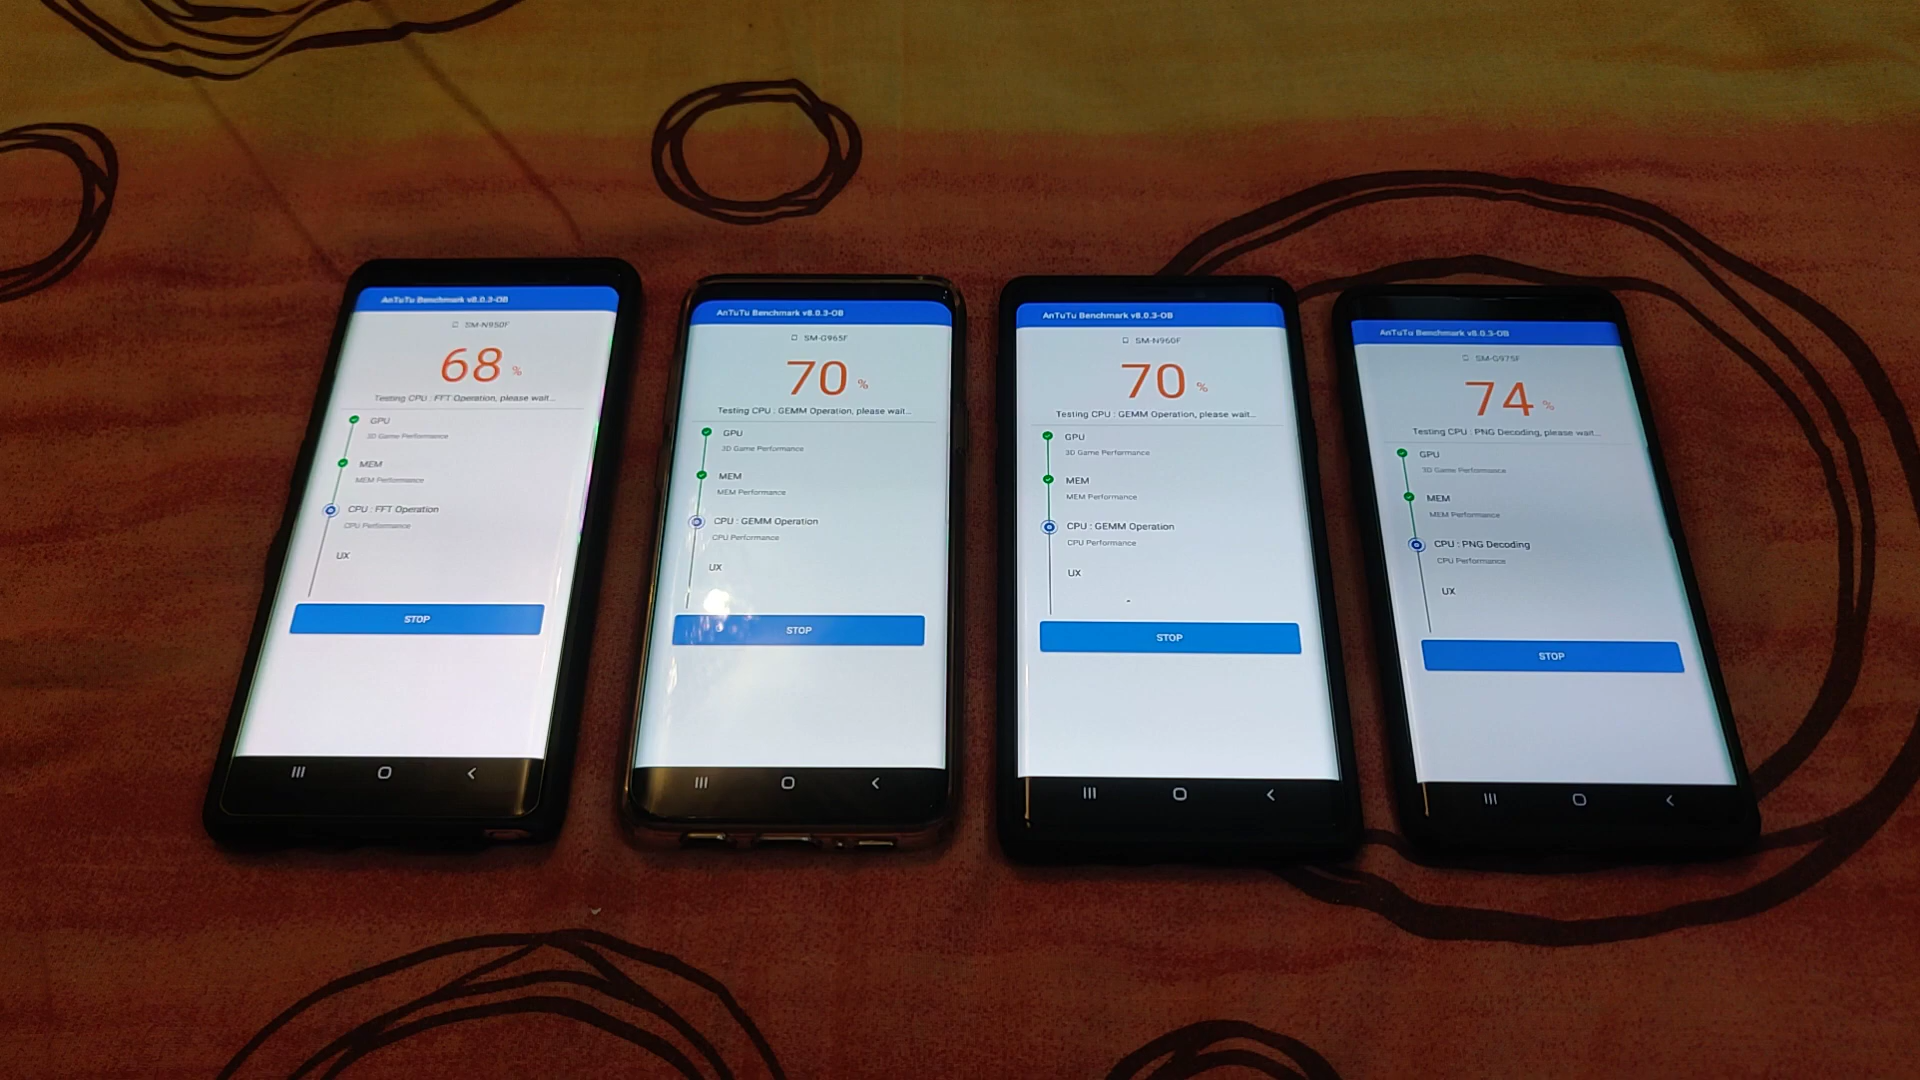 AnTuTu Benchmark v8.0.3-OB
SM-N950F
68 %
Testing CPU : FFT Operation, please wait...
GPU
3D Game Performance
MEM
MEM Performance
CPU : FFT Operation
CPU Performance
UX
STOP
AnTuTu Benchmark v8.0.3-OB
SM-G965F
70 %
Testing CPU : GEMM Operation, please wait...
GPU
3D Game Performance
MEM
MEM Performance
CPU : GEMM Operation
CPU Performance
UX
STOP
AnTuTu Benchmark v8.0.3-OB
SM-N960F
70 %
Testing CPU : GEMM Operation, please wait...
GPU
3D Game Performance
MEM
MEM Performance
CPU : GEMM Operation
CPU Performance
UX
STOP
AnTuTu Benchmark v8.0.3-OB
SM-G975F
74 %
Testing CPU : PNG Decoding, please wait...
GPU
3D Game Performance
MEM
MEM Performance
CPU : PNG Decoding
CPU Performance
UX
STOP